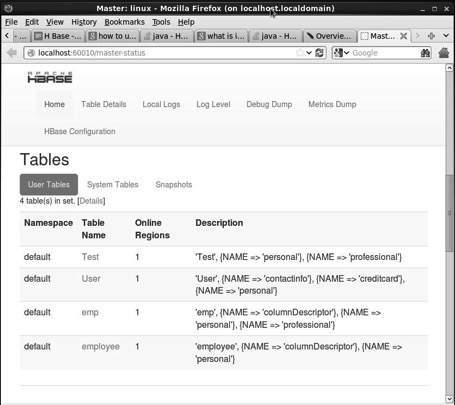 Master: linux - Mozilla Firefox (on localhost.localdomain)
File Edit View History Bookmarks Tools Help
- ... H Base -... how to u... java - H... what is i... java - H... Overvie... Mast...
localhost:60010/master-status Google
APACHE
HBASE
Home Table Details Local Logs Log Level Debug Dump Metrics Dump
HBase Configuration
Tables
User Tables System Tables Snapshots
4 table(s) in set. [Details]
Namespace Table Online Description
Name Regions
default Test 1 'Test', {NAME => 'personal'}, {NAME => 'professional'}
default User 1 'User', {NAME => 'contactinfo'}, {NAME => 'creditcard'},
{NAME => 'personal'}
default emp 1 'emp', {NAME => 'columnDescriptor'}, {NAME =>
'personal'}, {NAME => 'professional'}
default employee 1 'employee', {NAME => 'columnDescriptor'}, {NAME =>
'personal'}